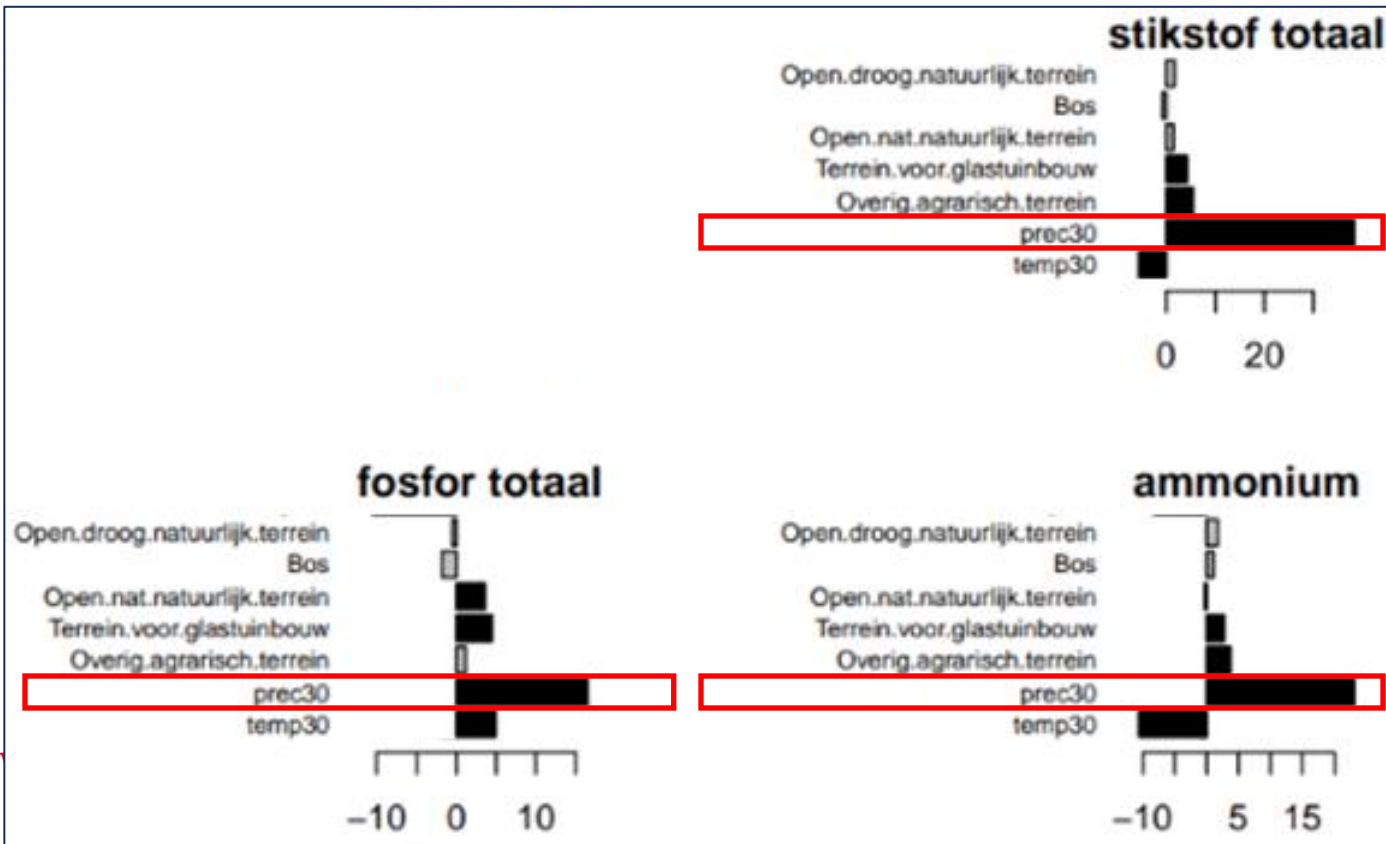 stikstof totaal
Open.droog.natuurlijk.terrein
Bos
Open.nat.natuurlijk.terrein
Terrein.voor.glastuinbouw
Overig.agrarisch.terrein
prec30
temp30
0 20
fosfor totaal
Open.droog.natuurlijk.terrein
Bos
Open.nat.natuurlijk.terrein
Terrein.voor.glastuinbouw
Overig.agrarisch.terrein
prec30
temp30
−10 0 10
ammonium
Open.droog.natuurlijk.terrein
Bos
Open.nat.natuurlijk.terrein
Terrein.voor.glastuinbouw
Overig.agrarisch.terrein
prec30
temp30
−10 5 15